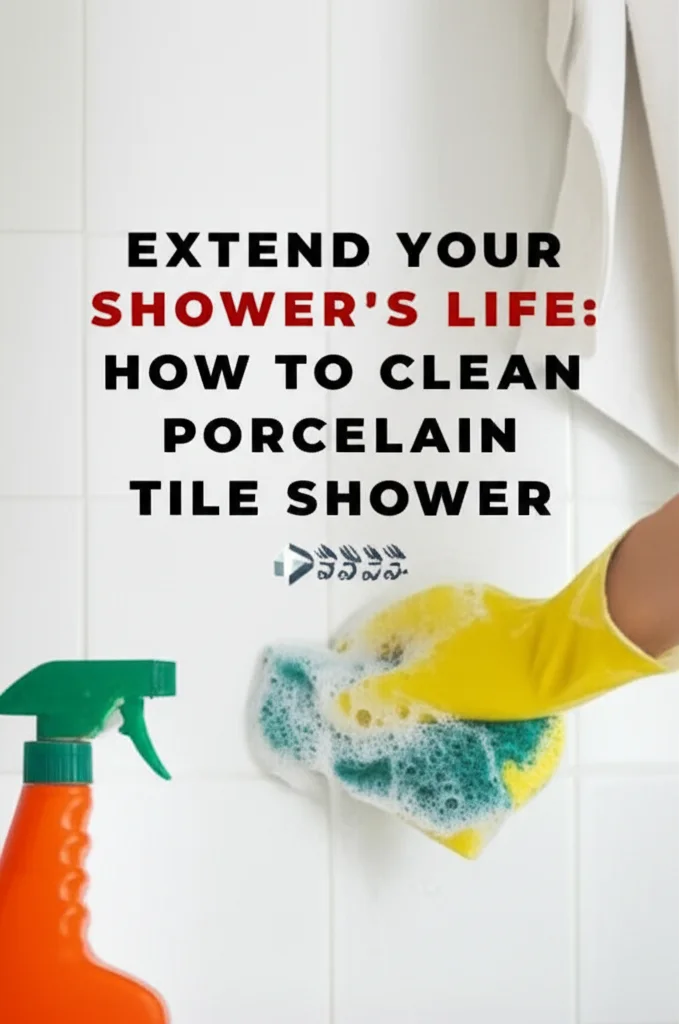 EXTEND YOUR
SHOWER'S LIFE:
HOW TO CLEAN
PORCELAIN
TILE SHOWER